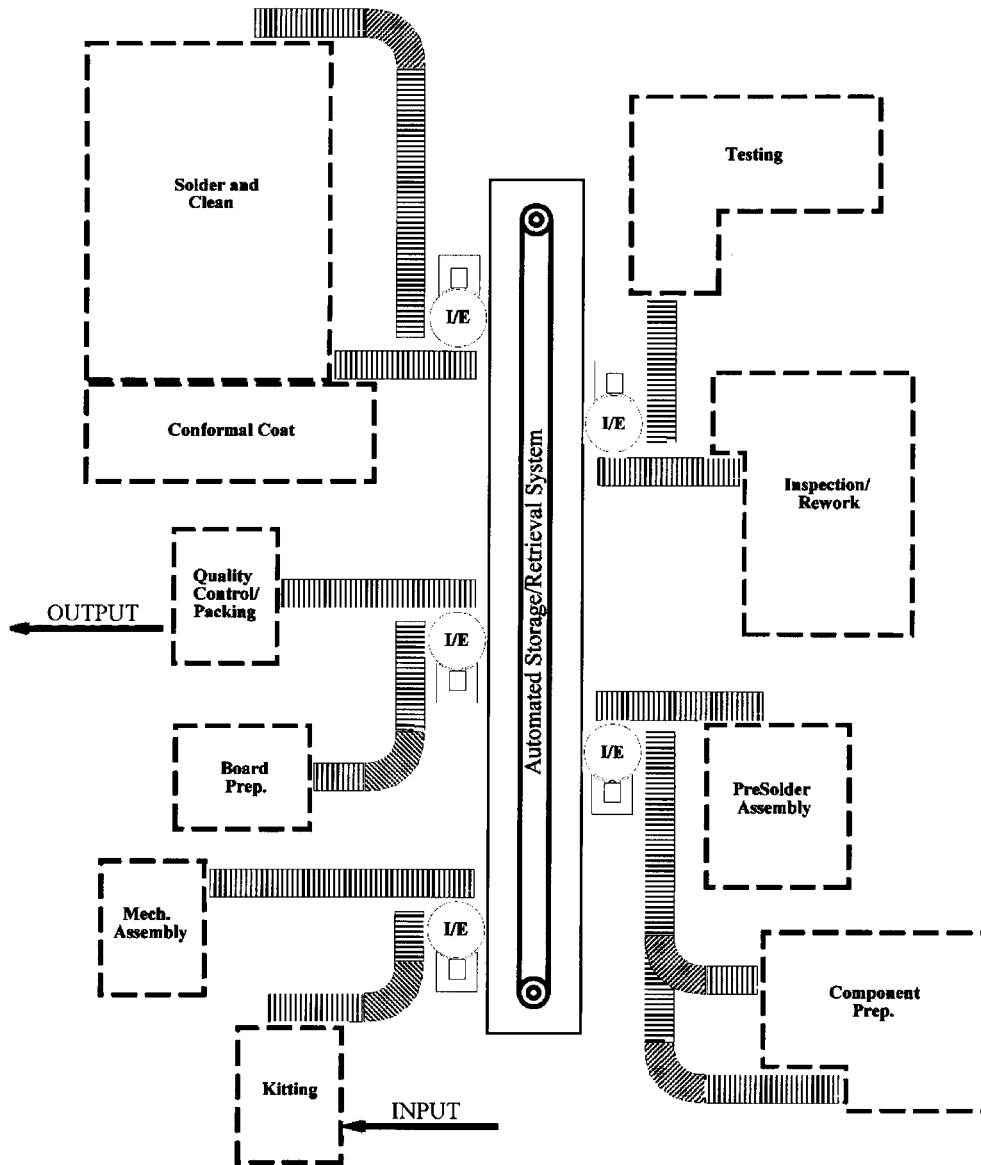 Solder and
Clean
Testing
I/E
Conformal Coat
I/E
Inspection/
Rework
Automated Storage/Retrieval System
Quality
Control/
Packing
OUTPUT
I/E
Board
Prep.
I/E
PreSolder
Assembly
Mech.
Assembly
I/E
Component
Prep.
Kitting
INPUT